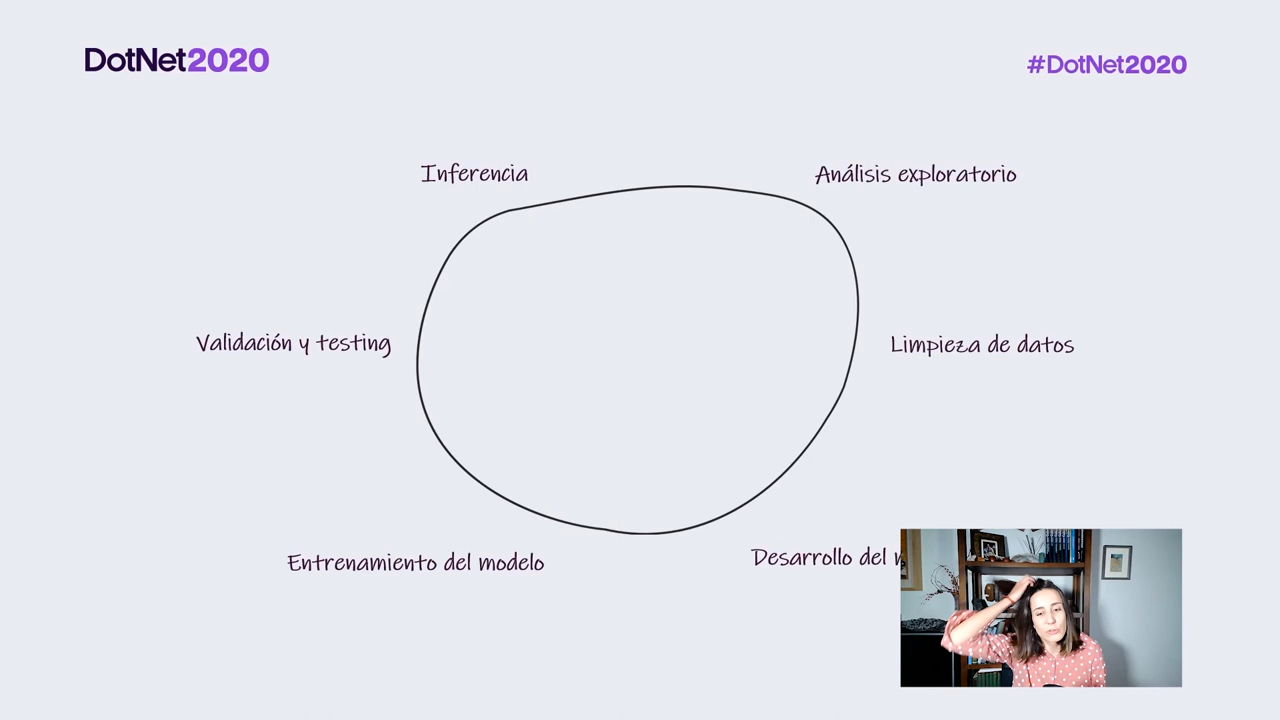 DotNet2020
#DotNet2020
Inferencia
Análisis exploratorio
Validación y testing
Limpieza de datos
Entrenamiento del modelo
Desarrollo del